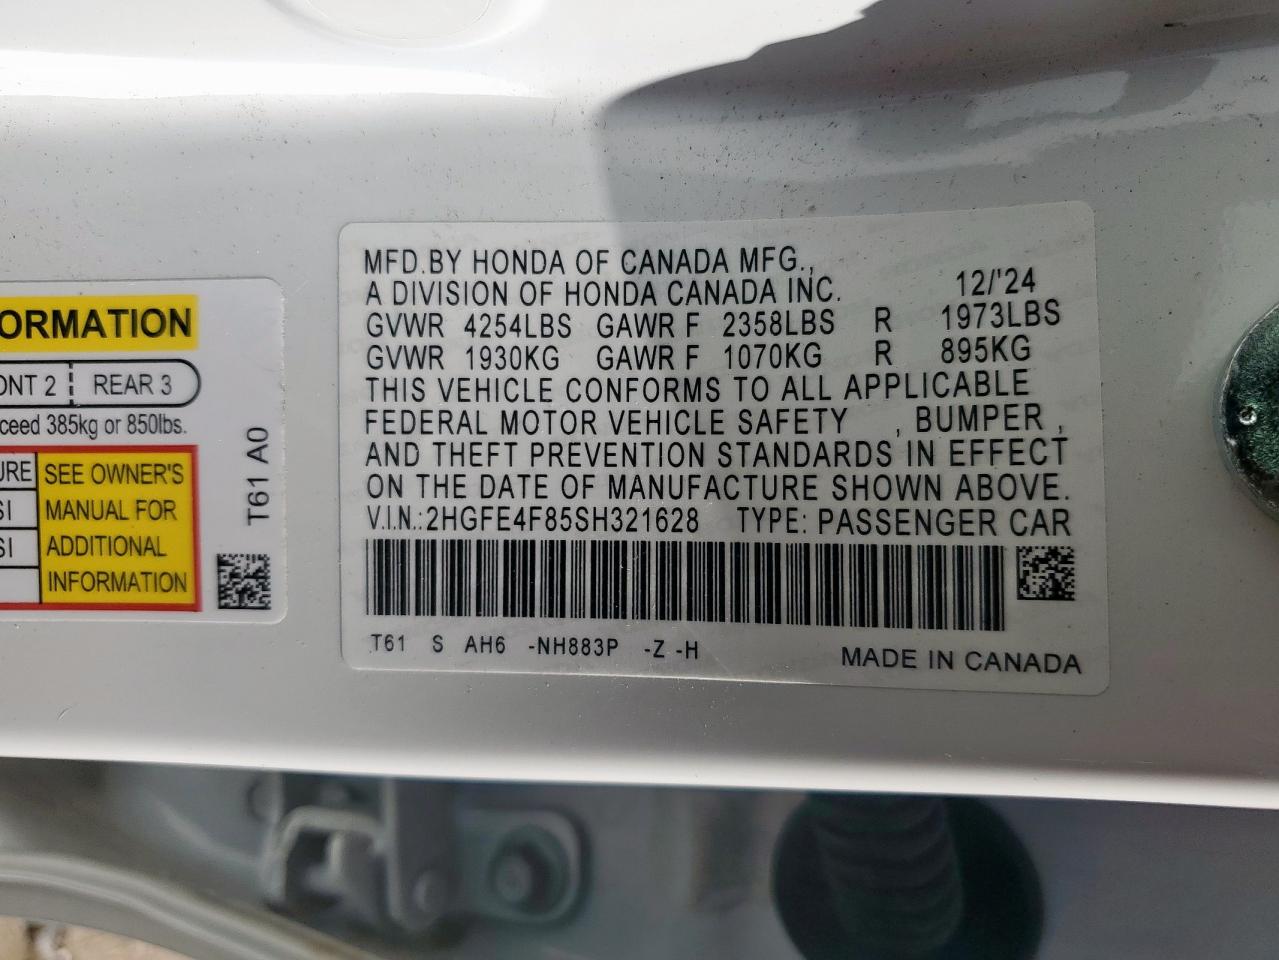 ORMATION
ONT 2 REAR 3
ceed 385kg or 850lbs.
URE SEE OWNER'S
SI MANUAL FOR
SI ADDITIONAL
INFORMATION
T61 A0
MFD.BY HONDA OF CANADA MFG.,
A DIVISION OF HONDA CANADA INC. 12/'24
GVWR 4254LBS GAWR F 2358LBS R 1973LBS
GVWR 1930KG GAWR F 1070KG R 895KG
THIS VEHICLE CONFORMS TO ALL APPLICABLE
FEDERAL MOTOR VEHICLE SAFETY , BUMPER ,
AND THEFT PREVENTION STANDARDS IN EFFECT
ON THE DATE OF MANUFACTURE SHOWN ABOVE.
V.I.N.:2HGFE4F85SH321628 TYPE: PASSENGER CAR
T61 S AH6 -NH883P -Z -H MADE IN CANADA